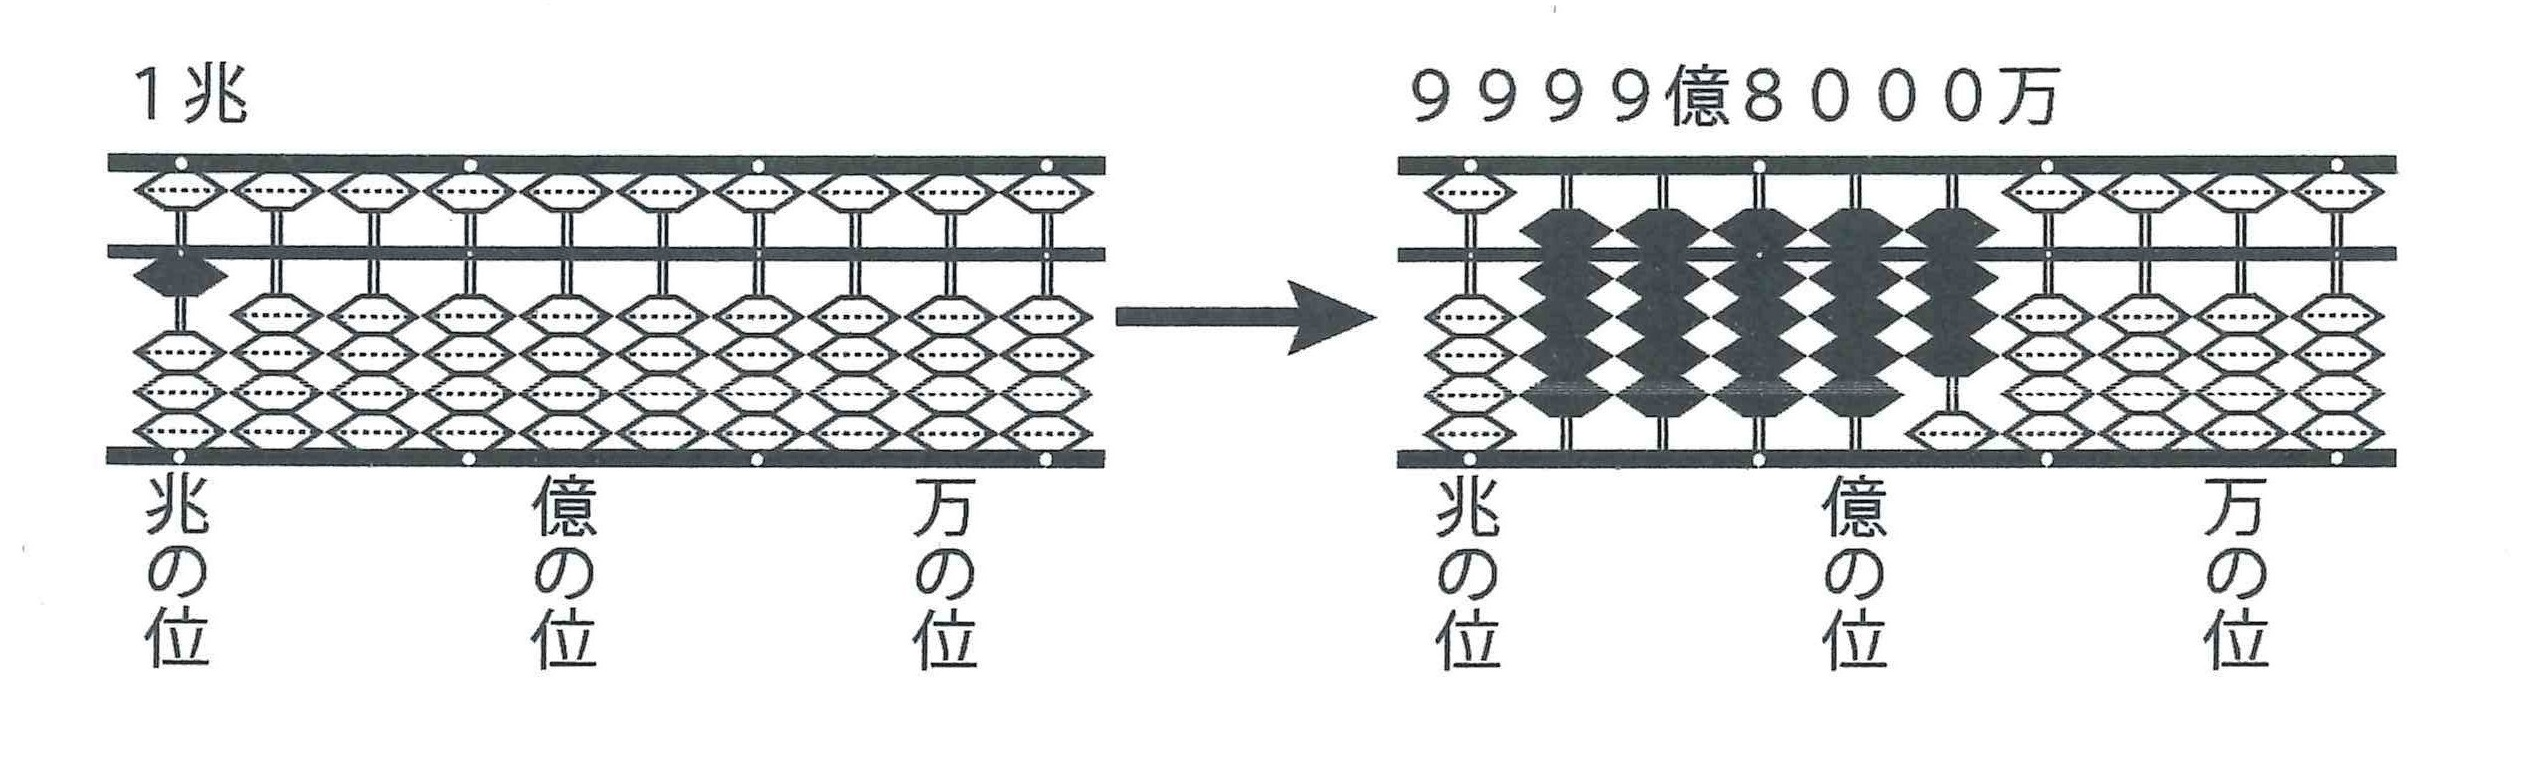 1兆
9999億8000万
兆の位
億の位
万の位
兆の位
億の位
万の位